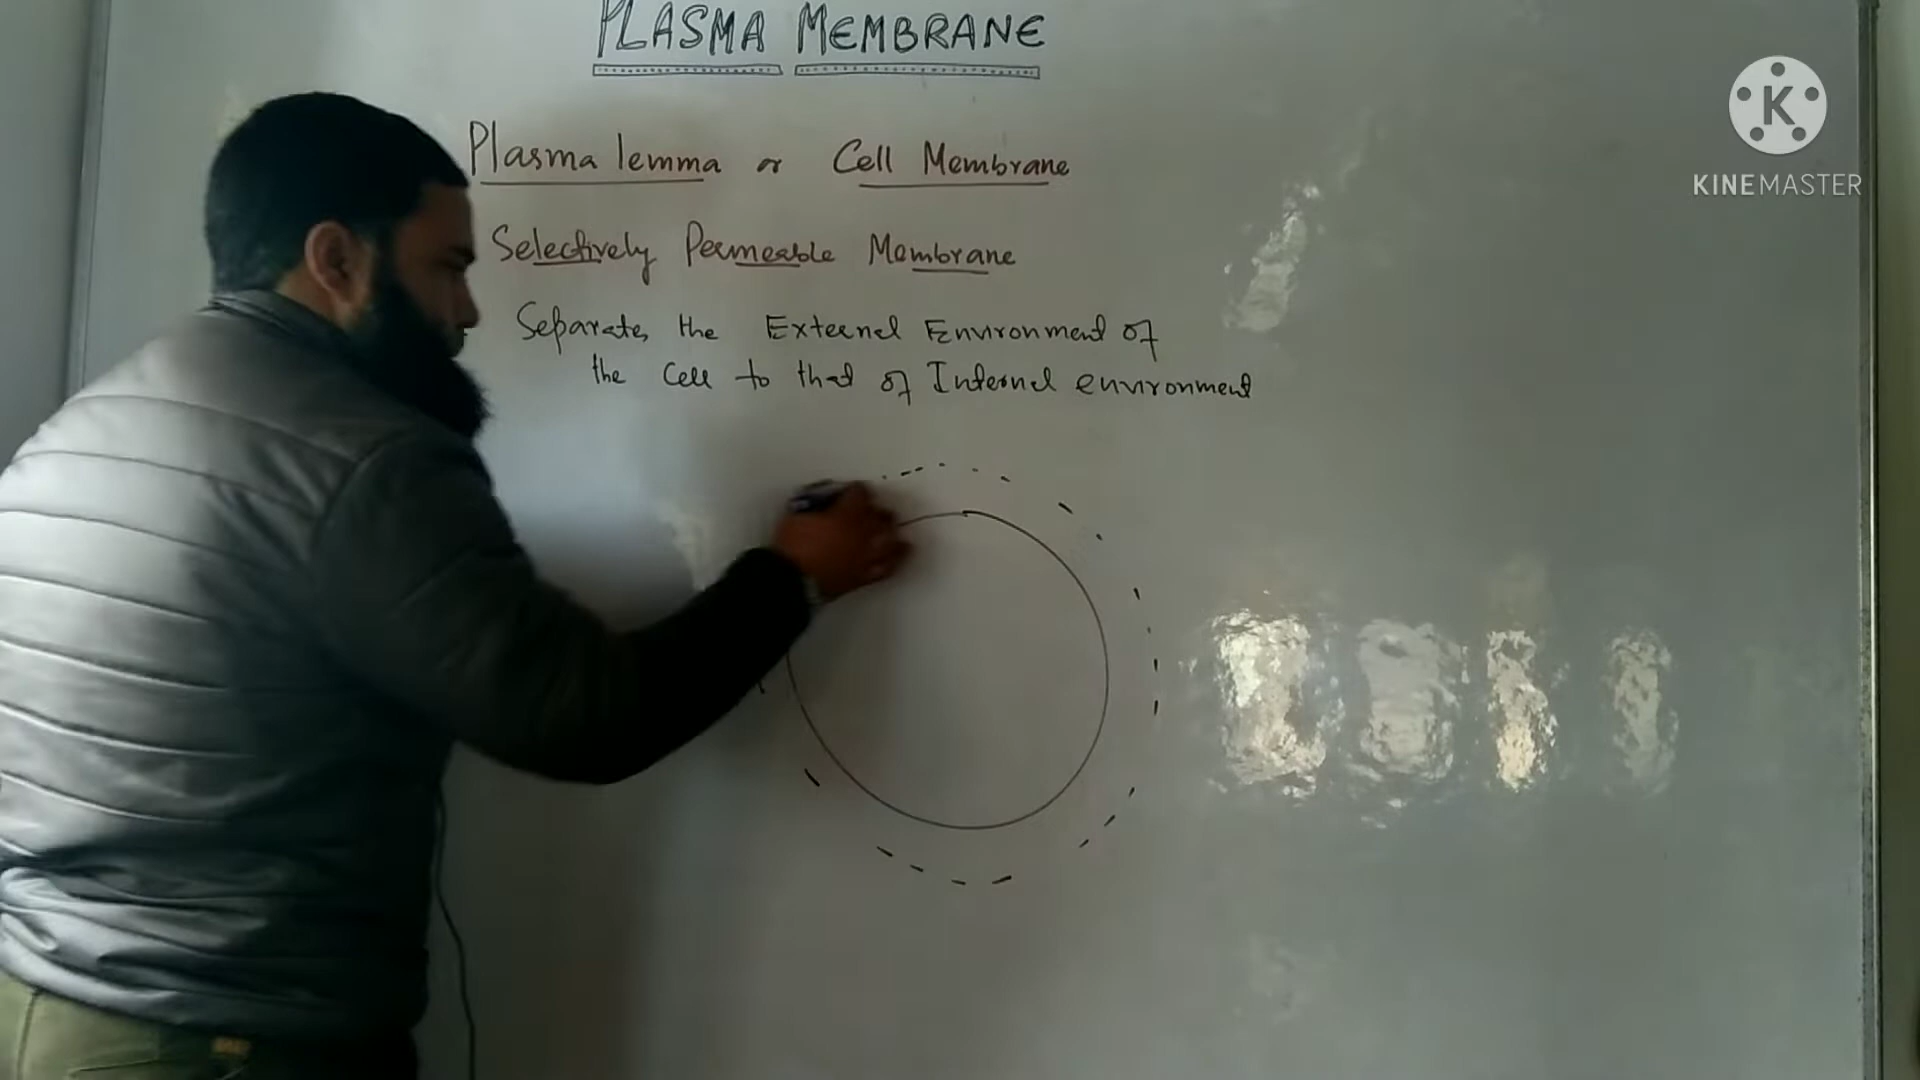 PLASMA MEMBRANE
Plasma lemma or Cell Membrane
Selectively Permeable Membrane
Separates the External Environment of
the Cell to that of Internal environment
K
KINEMASTER